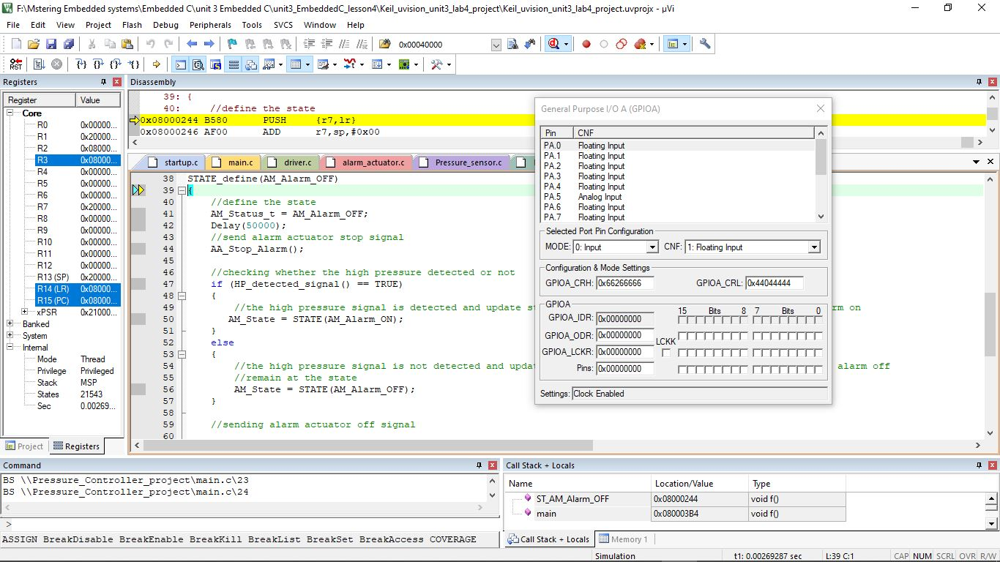 F:\Mstering Embedded systems\Embedded C\unit 3 Embedded C\unit3_EmbededC_lesson4\Keil_uvision_unit3_lab4_project\Keil_uvision_unit3_lab4_project.uvprojx - µVi
File Edit View Project Flash Debug Peripherals Tools SVCS Window Help
0x00040000
RST
Registers
Register Value
Core
R0 0x00000...
R1 0x20000...
R2 0x08000...
R3 0x08000...
R4 0x00000...
R5 0x00000...
R6 0x00000...
R7 0x20000...
R8 0x00000...
R9 0x00000...
R10 0x00000...
R11 0x00000...
R12 0x00000...
R13 (SP) 0x20000...
R14 (LR) 0x08000...
R15 (PC) 0x08000...
xPSR 0x21000...
Banked
System
Internal
Mode Thread
Privilege Privileged
Stack MSP
States 21543
Sec 0.00269...
Project Registers
Disassembly
39: {
40: //define the state
0x08000244 B580 PUSH {r7,lr}
0x08000246 AF00 ADD r7,sp,#0x00
startup.c main.c driver.c alarm_actuator.c Pressure_sensor.c
38 STATE_define(AM_Alarm_OFF)
39 {
40 //define the state
41 AM_Status_t = AM_Alarm_OFF;
42 Delay(50000);
43 //send alarm actuator stop signal
44 AA_Stop_Alarm();
45
46 //checking whether the high pressure detected or not
47 if (HP_detected_signal() == TRUE)
48 {
49 //the high pressure signal is detected and update st rm on
50 AM_State = STATE(AM_Alarm_ON);
51 }
52 else
53 {
54 //the high pressure signal is not detected and updat alarm off
55 //remain at the state
56 AM_State = STATE(AM_Alarm_OFF);
57 }
58
59 //sending alarm actuator off signal
60
General Purpose I/O A (GPIOA)
Pin CNF
PA.0 Floating Input
PA.1 Floating Input
PA.2 Floating Input
PA.3 Floating Input
PA.4 Floating Input
PA.5 Analog Input
PA.6 Floating Input
PA.7 Floating Input
Selected Port Pin Configuration
MODE: 0: Input CNF: 1: Floating Input
Configuration & Mode Settings
GPIOA_CRH: 0x66266666 GPIOA_CRL: 0x44044444
GPIOA
15 Bits 8 7 Bits 0
GPIOA_IDR: 0x00000000
GPIOA_ODR: 0x00000000
LCKK
GPIOA_LCKR: 0x00000000
Pins: 0x00000000
Settings: Clock Enabled
Command
BS \\Pressure_Controller_project\main.c\23
BS \\Pressure_Controller_project\main.c\24
>
ASSIGN BreakDisable BreakEnable BreakKill BreakList BreakSet BreakAccess COVERAGE
Call Stack + Locals
Name Location/Value Type
ST_AM_Alarm_OFF 0x08000244 void f()
main 0x080003B4 void f()
Call Stack + Locals Memory 1
Simulation t1: 0.00269287 sec L:39 C:1 CAP NUM SCRL OVR R/W